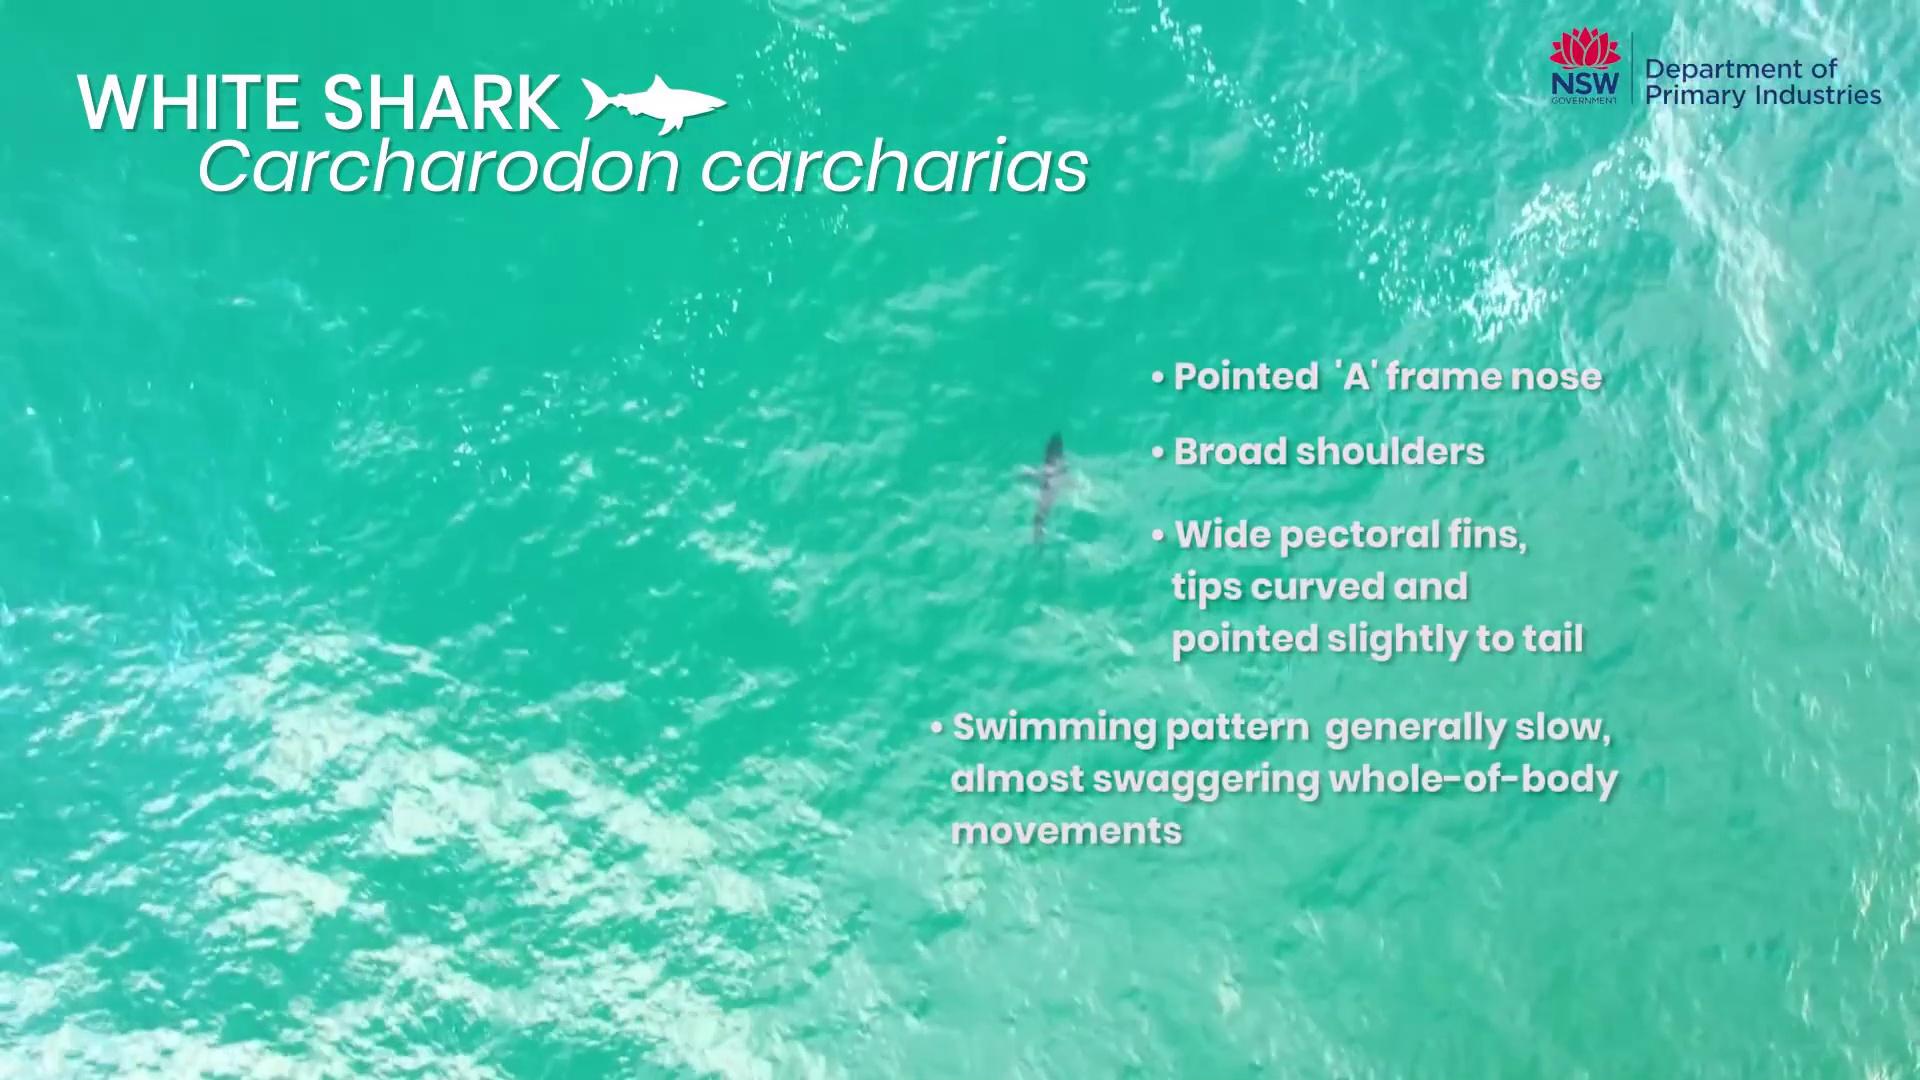 WHITE SHARK
Carcharodon carcharias
NSW
GOVERNMENT
Department of
Primary Industries
• Pointed 'A' frame nose
• Broad shoulders
• Wide pectoral fins,
tips curved and
pointed slightly to tail
• Swimming pattern generally slow,
almost swaggering whole-of-body
movements